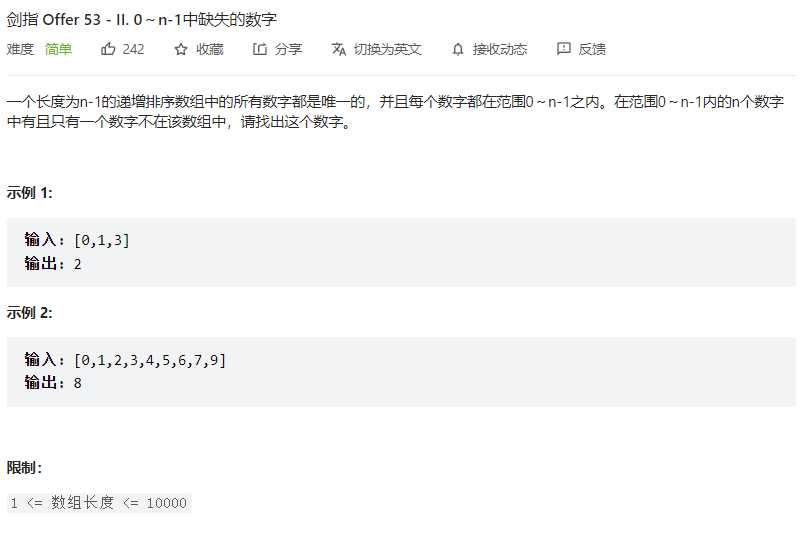 剑指 Offer 53 - II. 0～n-1中缺失的数字
难度 简单 242 收藏 分享 切换为英文 接收动态 反馈
一个长度为n-1的递增排序数组中的所有数字都是唯一的，并且每个数字都在范围0～n-1之内。在范围0～n-1内的n个数字
中有且只有一个数字不在该数组中，请找出这个数字。
示例 1:
输入：[0,1,3]
输出：2
示例 2:
输入：[0,1,2,3,4,5,6,7,9]
输出：8
限制：
1 <= 数组长度 <= 10000